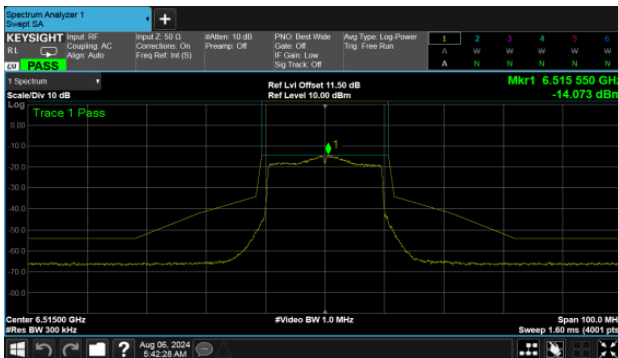 Spectrum Analyzer 1
Swept SA
+
KEYSIGHT
Input: RF
Coupling: AC
Align: Auto
Input Z: 50 Ω
Corrections: On
Freq Ref: Int (S)
#Atten: 10 dB
Preamp: Off
PNO: Best Wide
Gate: Off
IF Gain: Low
Sig Track: Off
Avg Type: Log-Power
Trig: Free Run
1 2 3 4 5 6
A W W W W W
A N N N N N
RL
LXI PASS
1 Spectrum
Scale/Div 10 dB
Ref Lvl Offset 11.50 dB
Ref Level 10.00 dBm
Mkr1 6.515 550 GHz
-14.073 dBm
Log
Trace 1 Pass
0.00
-10.0
1
-20.0
-30.0
-40.0
-50.0
-60.0
-70.0
-80.0
Center 6.51500 GHz
#Res BW 300 kHz
#Video BW 1.0 MHz
Span 100.0 MHz
Sweep 1.60 ms (4001 pts)
?
Aug 06, 2024
5:42:28 AM